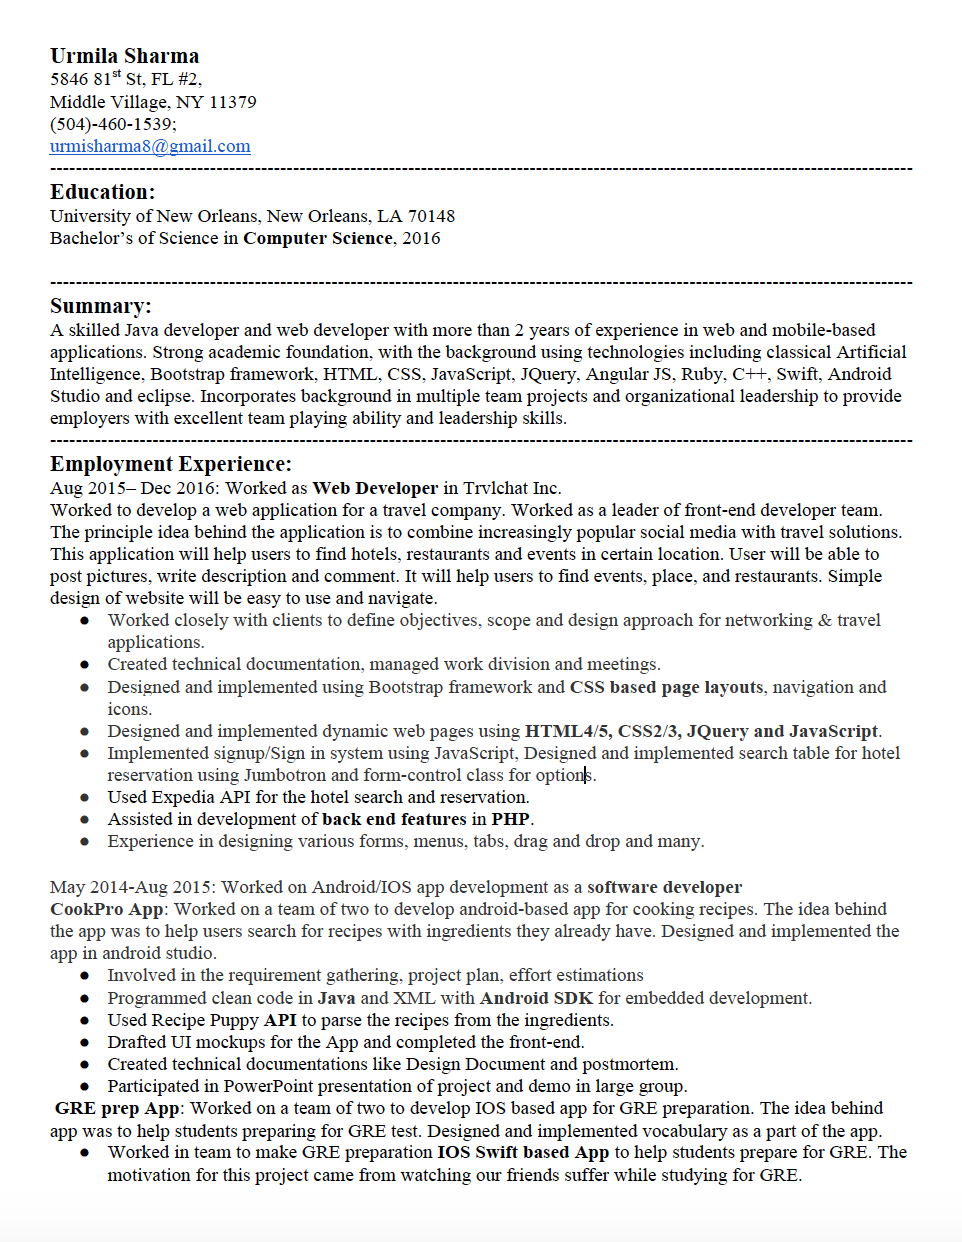 Urmila Sharma
5846 81st St, FL #2,
Middle Village, NY 11379
(504)-460-1539;
urmisharma8@gmail.com
---------------------------------------------------------------------------------------------------------------------------------------
Education:
University of New Orleans, New Orleans, LA 70148
Bachelor's of Science in Computer Science, 2016
---------------------------------------------------------------------------------------------------------------------------------------
Summary:
A skilled Java developer and web developer with more than 2 years of experience in web and mobile-based
applications. Strong academic foundation, with the background using technologies including classical Artificial
Intelligence, Bootstrap framework, HTML, CSS, JavaScript, JQuery, Angular JS, Ruby, C++, Swift, Android
Studio and eclipse. Incorporates background in multiple team projects and organizational leadership to provide
employers with excellent team playing ability and leadership skills.
---------------------------------------------------------------------------------------------------------------------------------------
Employment Experience:
Aug 2015– Dec 2016: Worked as Web Developer in Trvlchat Inc.
Worked to develop a web application for a travel company. Worked as a leader of front-end developer team.
The principle idea behind the application is to combine increasingly popular social media with travel solutions.
This application will help users to find hotels, restaurants and events in certain location. User will be able to
post pictures, write description and comment. It will help users to find events, place, and restaurants. Simple
design of website will be easy to use and navigate.
● Worked closely with clients to define objectives, scope and design approach for networking & travel
applications.
● Created technical documentation, managed work division and meetings.
● Designed and implemented using Bootstrap framework and CSS based page layouts, navigation and
icons.
● Designed and implemented dynamic web pages using HTML4/5, CSS2/3, JQuery and JavaScript.
● Implemented signup/Sign in system using JavaScript, Designed and implemented search table for hotel
reservation using Jumbotron and form-control class for options.
● Used Expedia API for the hotel search and reservation.
● Assisted in development of back end features in PHP.
● Experience in designing various forms, menus, tabs, drag and drop and many.
May 2014-Aug 2015: Worked on Android/IOS app development as a software developer
CookPro App: Worked on a team of two to develop android-based app for cooking recipes. The idea behind
the app was to help users search for recipes with ingredients they already have. Designed and implemented the
app in android studio.
● Involved in the requirement gathering, project plan, effort estimations
● Programmed clean code in Java and XML with Android SDK for embedded development.
● Used Recipe Puppy API to parse the recipes from the ingredients.
● Drafted UI mockups for the App and completed the front-end.
● Created technical documentations like Design Document and postmortem.
● Participated in PowerPoint presentation of project and demo in large group.
GRE prep App: Worked on a team of two to develop IOS based app for GRE preparation. The idea behind
app was to help students preparing for GRE test. Designed and implemented vocabulary as a part of the app.
● Worked in team to make GRE preparation IOS Swift based App to help students prepare for GRE. The
motivation for this project came from watching our friends suffer while studying for GRE.